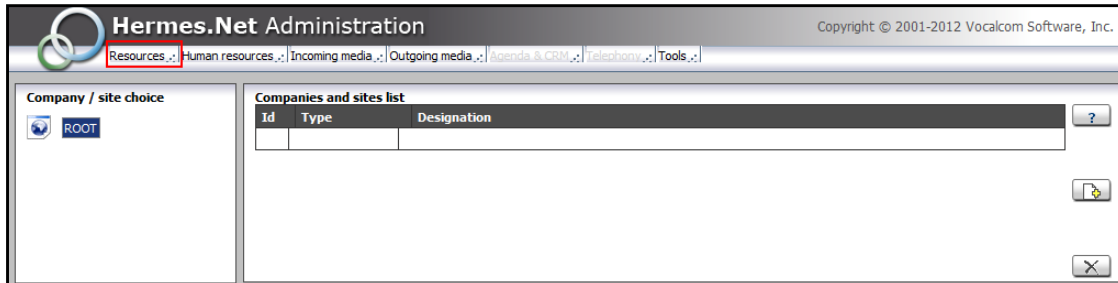 Hermes.Net Administration
Copyright © 2001-2012 Vocalcom Software, Inc.
Resources Human resources Incoming media Outgoing media Agenda & CRM Telephony Tools
Company / site choice
ROOT
Companies and sites list
Id Type Designation
?